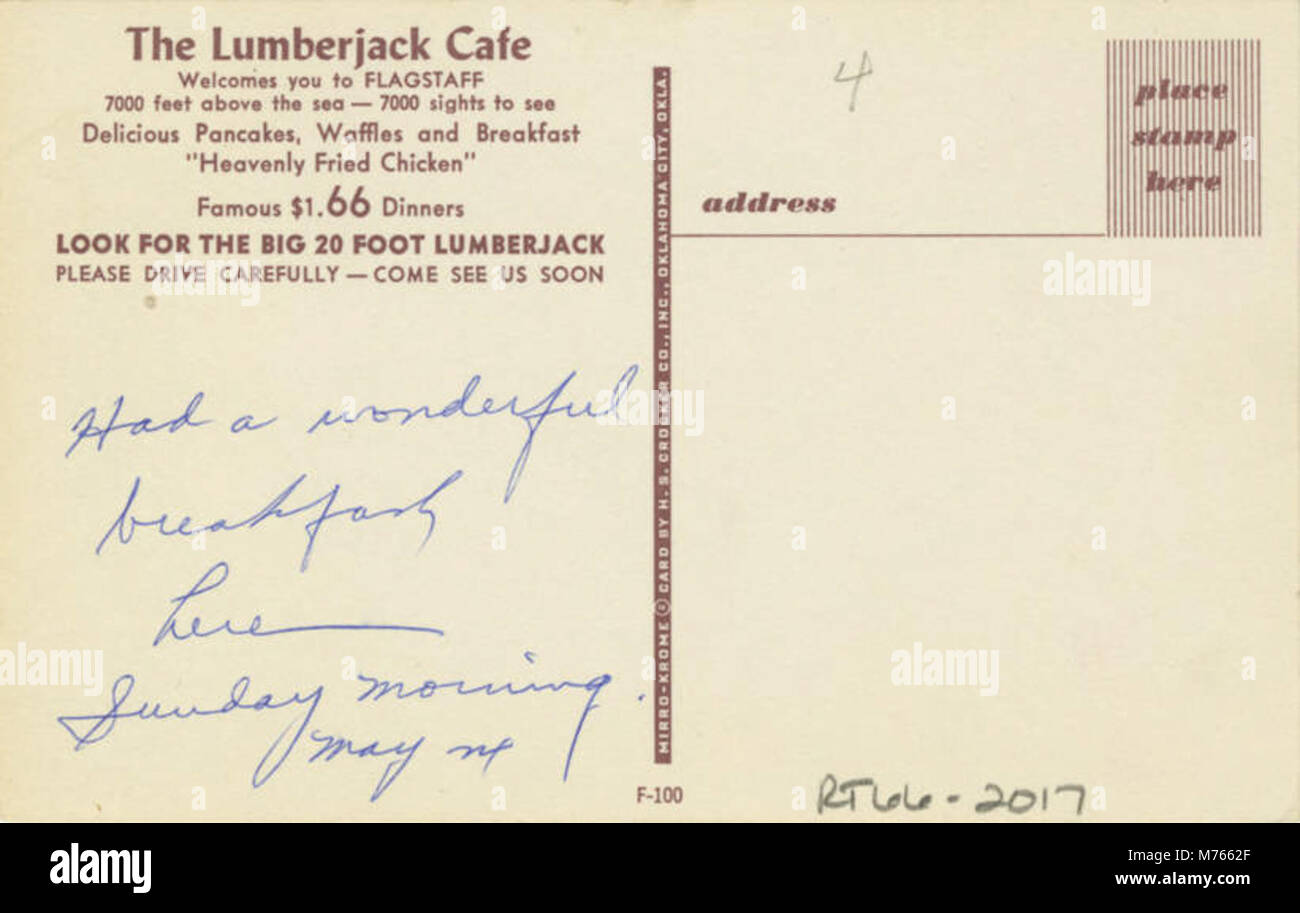 The Lumberjack Cafe
Welcomes you to FLAGSTAFF
7000 feet above the sea — 7000 sights to see
Delicious Pancakes, Waffles and Breakfast
"Heavenly Fried Chicken"
Famous $1.66 Dinners
LOOK FOR THE BIG 20 FOOT LUMBERJACK
PLEASE DRIVE CAREFULLY — COME SEE US SOON
Had a wonderful
breakfast
here
Sunday morning.
May
MIRRO-KROME ® CARD BY H. S. CROCKER CO., INC., OKLAHOMA CITY, OKLA.
F-100
4
place
stamp
here
address
RT66-2017
alamy
alamy
Image ID: M7662F
www.alamy.com